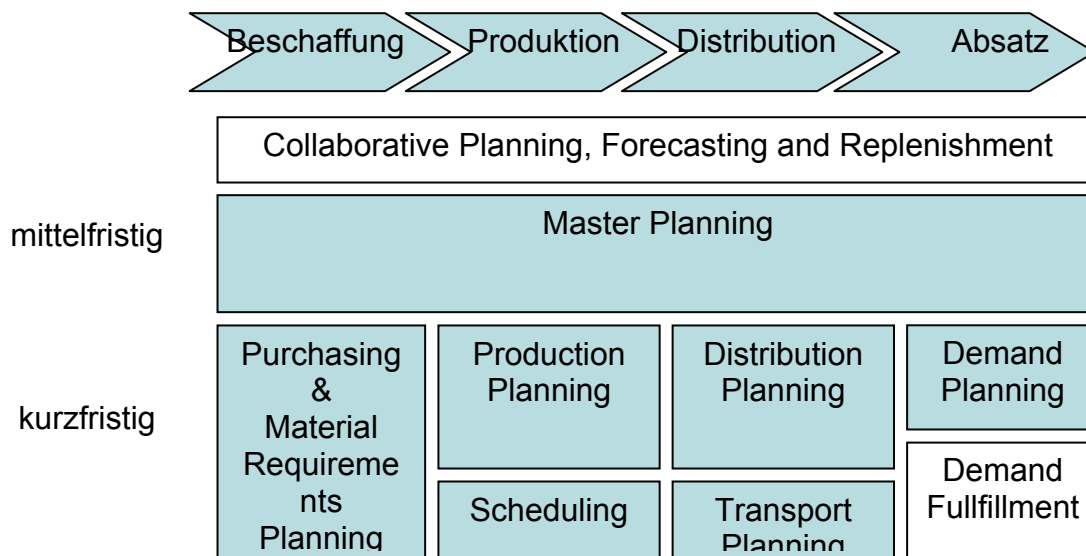 Beschaffung
Produktion
Distribution
Absatz
Collaborative Planning, Forecasting and Replenishment
mittelfristig
Master Planning
kurzfristig
Purchasing
&
Material
Requireme
nts
Planning
Production
Planning
Scheduling
Distribution
Planning
Transport
Planning
Demand
Planning
Demand
Fullfillment